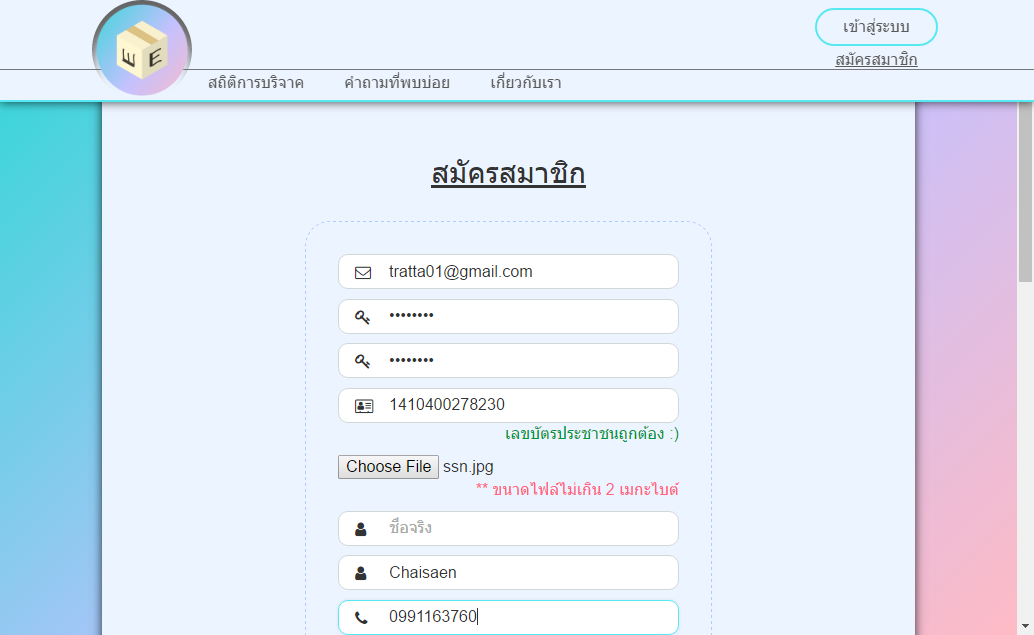 WE
เข้าสู่ระบบ
สมัครสมาชิก
สถิติการบริจาค คำถามที่พบบ่อย เกี่ยวกับเรา
สมัครสมาชิก
tratta01@gmail.com
••••••••
••••••••
1410400278230
เลขบัตรประชาชนถูกต้อง :)
Choose File ssn.jpg
** ขนาดไฟล์ไม่เกิน 2 เมกะไบต์
ชื่อจริง
Chaisaen
0991163760